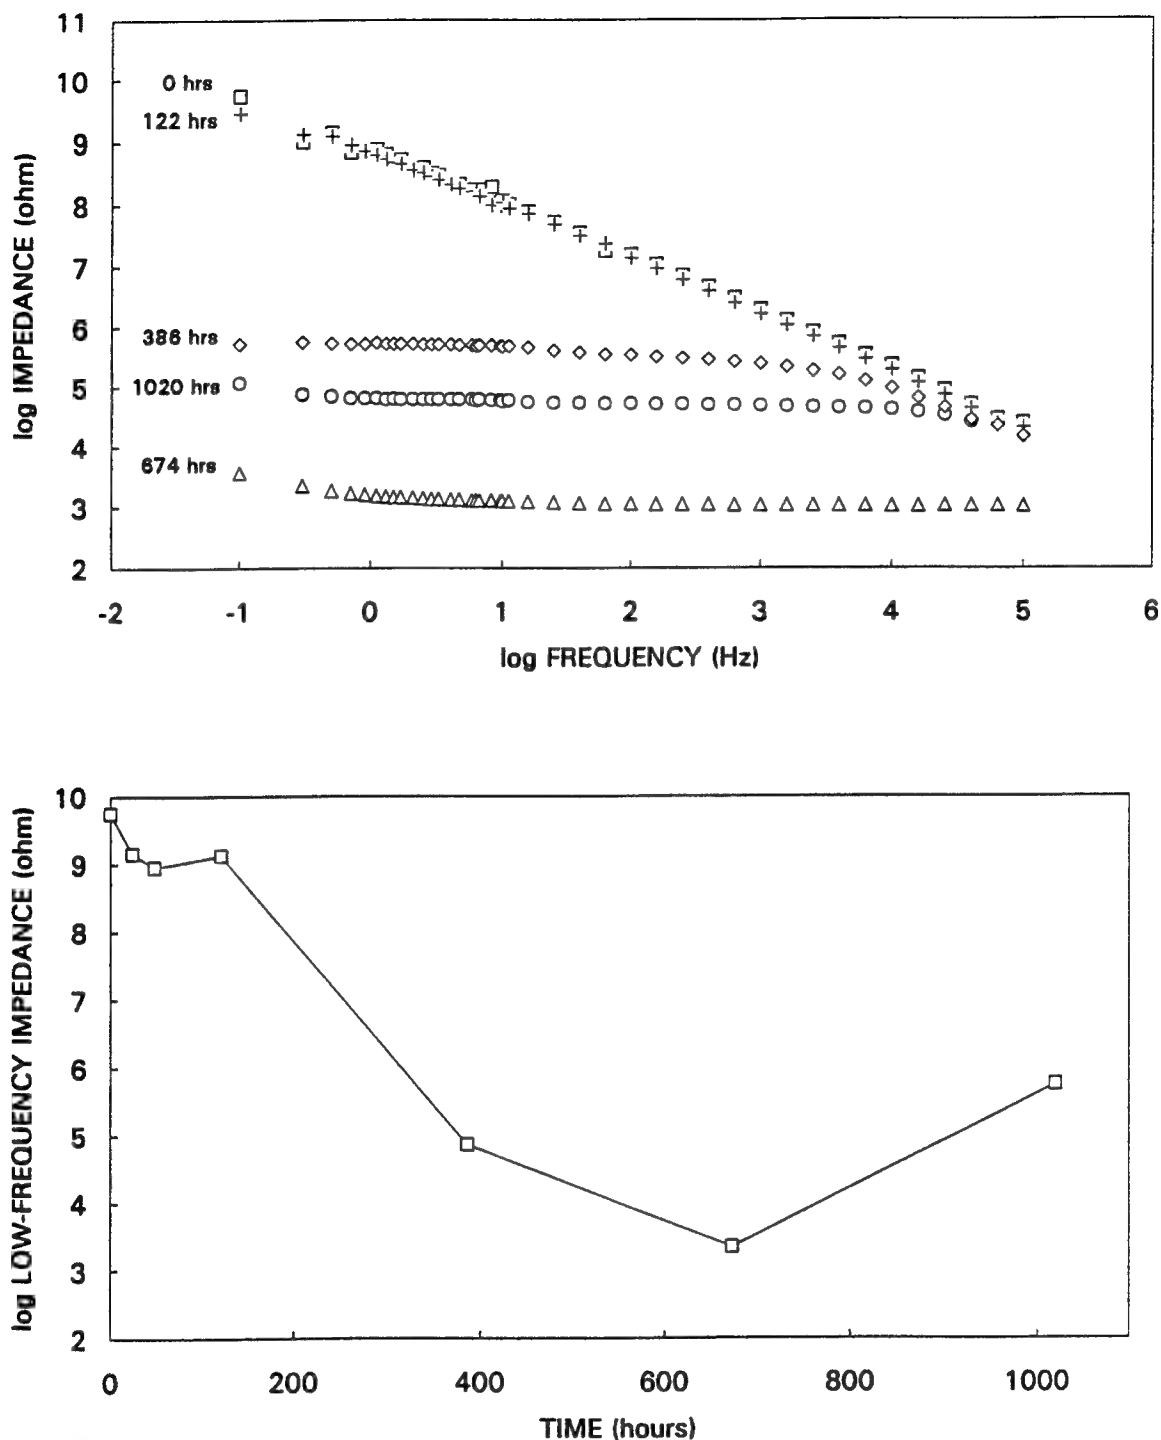 11
10
9
8
7
6
5
4
3
2
log IMPEDANCE (ohm)
0 hrs
122 hrs
386 hrs
1020 hrs
674 hrs
-2 -1 0 1 2 3 4 5 6
log FREQUENCY (Hz)
10
9
8
7
6
5
4
3
2
log LOW-FREQUENCY IMPEDANCE (ohm)
0 200 400 600 800 1000
TIME (hours)